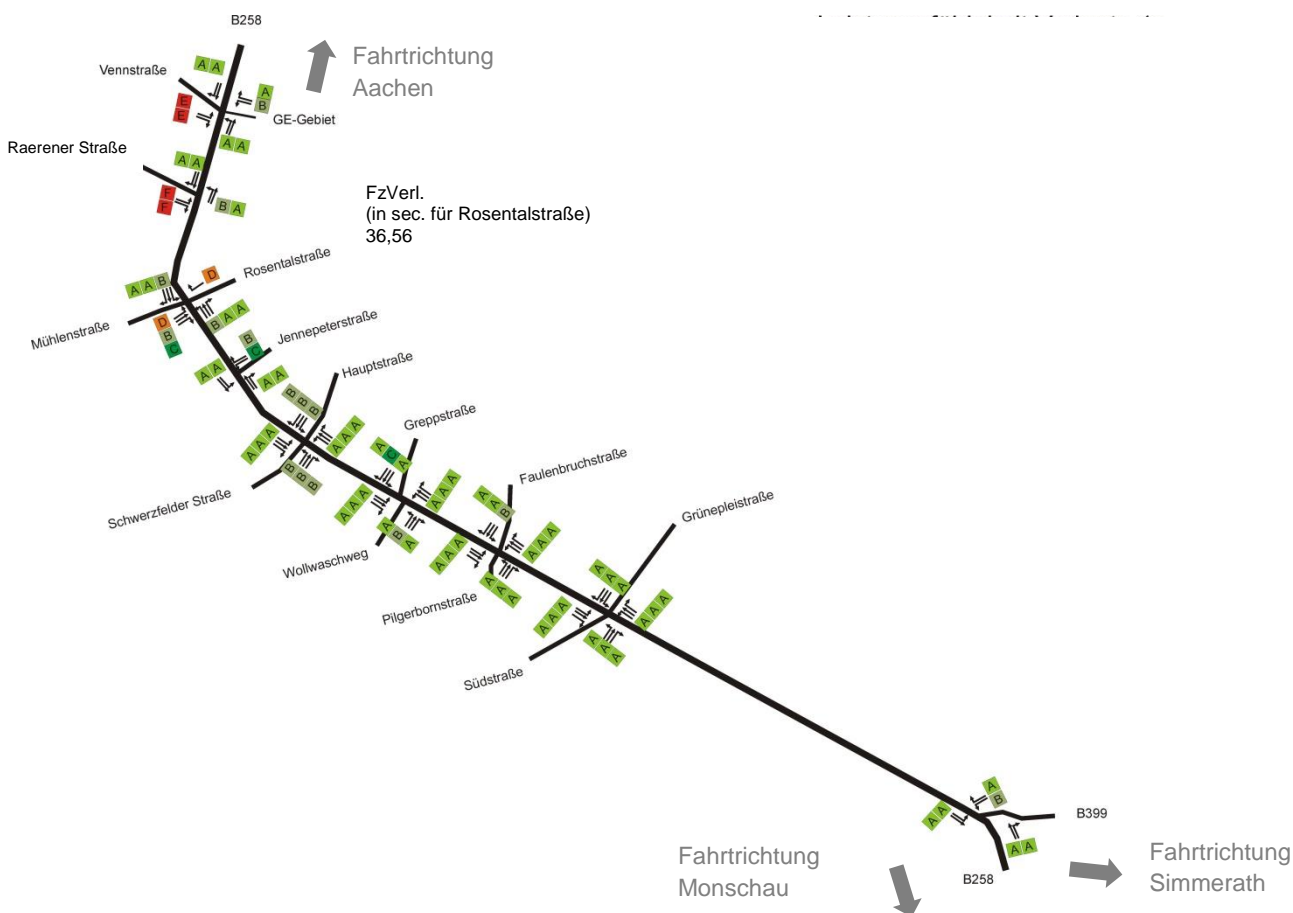 B258
Fahrtrichtung
Aachen
Vennstraße
A A
A
B
E
E
GE-Gebiet
A A
Raerener Straße
A A
F
F
B A
FzVerl.
(in sec. für Rosentalstraße)
36,56
Rosentalstraße
D
A A B
Mühlenstraße
D
B
C
B A A
Jennepeterstraße
B
C
A A
A A
Hauptstraße
B B B
A A A
A A A
B B B
Schwerzfelder Straße
Greppstraße
A C A
A A A
A A A
A B A
Wollwaschweg
Faulenbruchstraße
A A B
A A A
A A A
A A A
Pilgerbornstraße
Grünepleistraße
A A A
A A A
A A A
A A A
Südstraße
A
B
A A
B399
A A
B258
Fahrtrichtung
Monschau
Fahrtrichtung
Simmerath